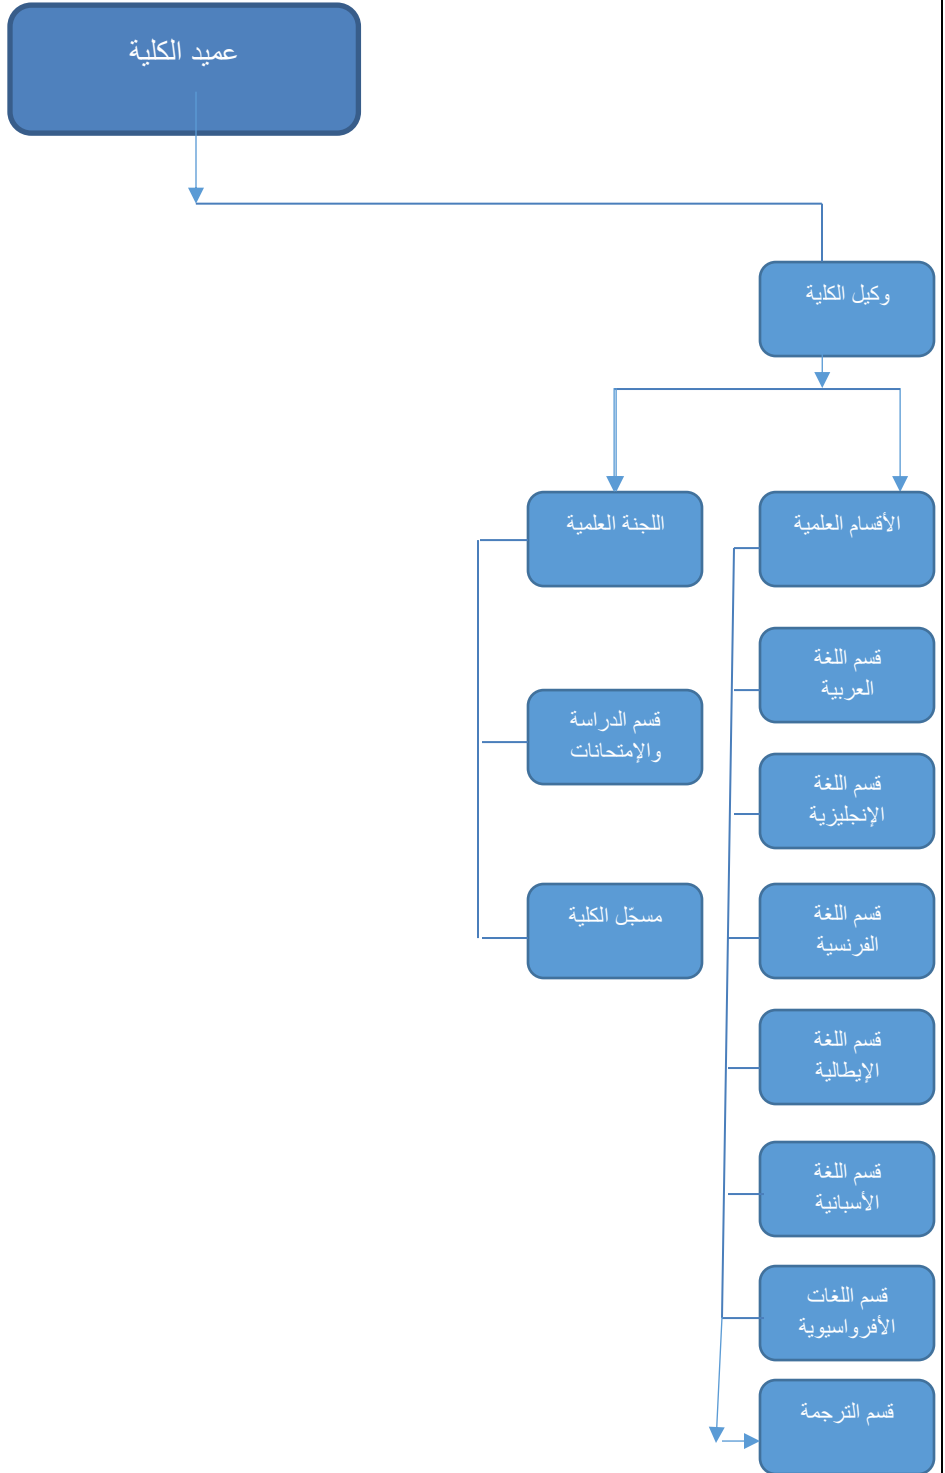 عميد الكلية
وكيل الكلية
الأقسام العلمية
اللجنة العلمية
قسم اللغة
العربية
قسم الدراسة
والإمتحانات
قسم اللغة
الإنجليزية
مسجّل الكلية
قسم اللغة
الفرنسية
قسم اللغة
الإيطالية
قسم اللغة
الأسبانية
قسم اللغات
الأفرواسيوية
قسم الترجمة